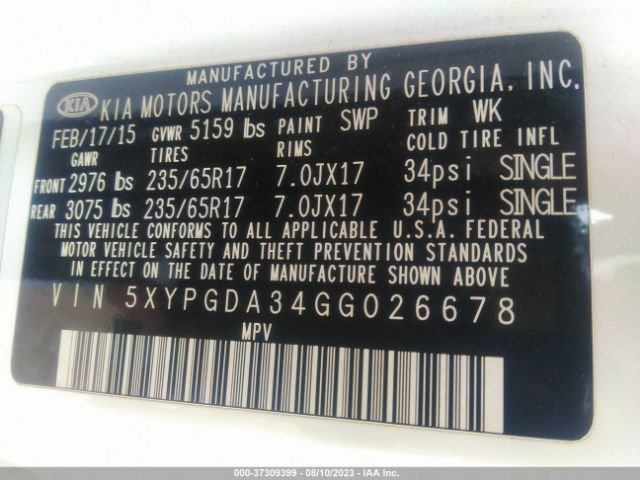 MANUFACTURED BY
KIA KIA MOTORS MANUFACTURING GEORGIA, INC.
FEB/17/15 GVWR 5159 lbs PAINT SWP TRIM WK
GAWR TIRES RIMS COLD TIRE INFL
FRONT 2976 lbs 235/65R17 7.0JX17 34psi SINGLE
REAR 3075 lbs 235/65R17 7.0JX17 34psi SINGLE
THIS VEHICLE CONFORMS TO ALL APPLICABLE U.S.A. FEDERAL
MOTOR VEHICLE SAFETY AND THEFT PREVENTION STANDARDS
IN EFFECT ON THE DATE OF MANUFACTURE SHOWN ABOVE
VIN 5XYPGDA34GG026678
MPV
000-37309399 - 08/10/2023 - IAA Inc.